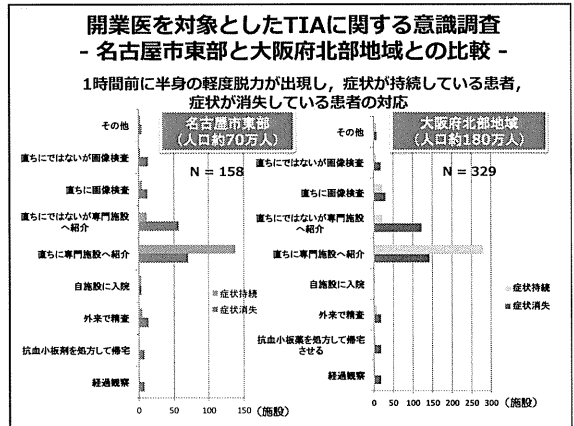 開業医を対象としたTIAに関する意識調査
- 名古屋市東部と大阪府北部地域との比較 -
1時間前に半身の軽度脱力が出現し，症状が持続している患者，
症状が消失している患者の対応
名古屋市東部
（人口約70万人）
N = 158
その他
直ちにではないが画像検査
直ちに画像検査
直ちにではないが専門施設
へ紹介
直ちに専門施設へ紹介
自施設に入院
外来で精査
抗血小板剤を処方して帰宅
経過観察
症状持続
症状消失
0 50 100 150 （施設）
大阪府北部地域
（人口約180万人）
N = 329
その他
直ちにではないが画像検査
直ちに画像検査
直ちにではないが専門施設
へ紹介
直ちに専門施設へ紹介
自施設に入院
外来で精査
抗血小板薬を処方して帰宅
させる
経過観察
症状持続
症状消失
0 50 100 150 200 250 300 （施設）